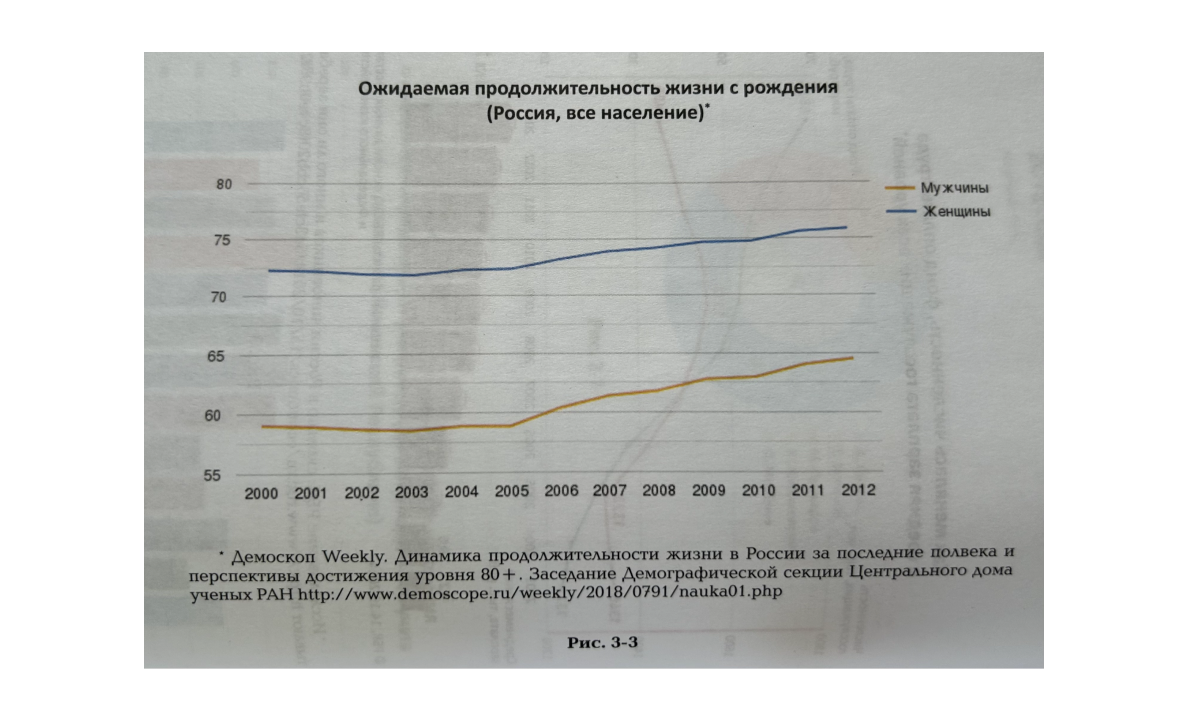 Ожидаемая продолжительность жизни с рождения
(Россия, все население)*
80
Мужчины
Женщины
75
70
65
60
55
2000 2001 2002 2003 2004 2005 2006 2007 2008 2009 2010 2011 2012
* Демоскоп Weekly. Динамика продолжительности жизни в России за последние полвека и
перспективы достижения уровня 80+. Заседание Демографической секции Центрального дома
ученых РАН http://www.demoscope.ru/weekly/2018/0791/nauka01.php
Рис. 3-3